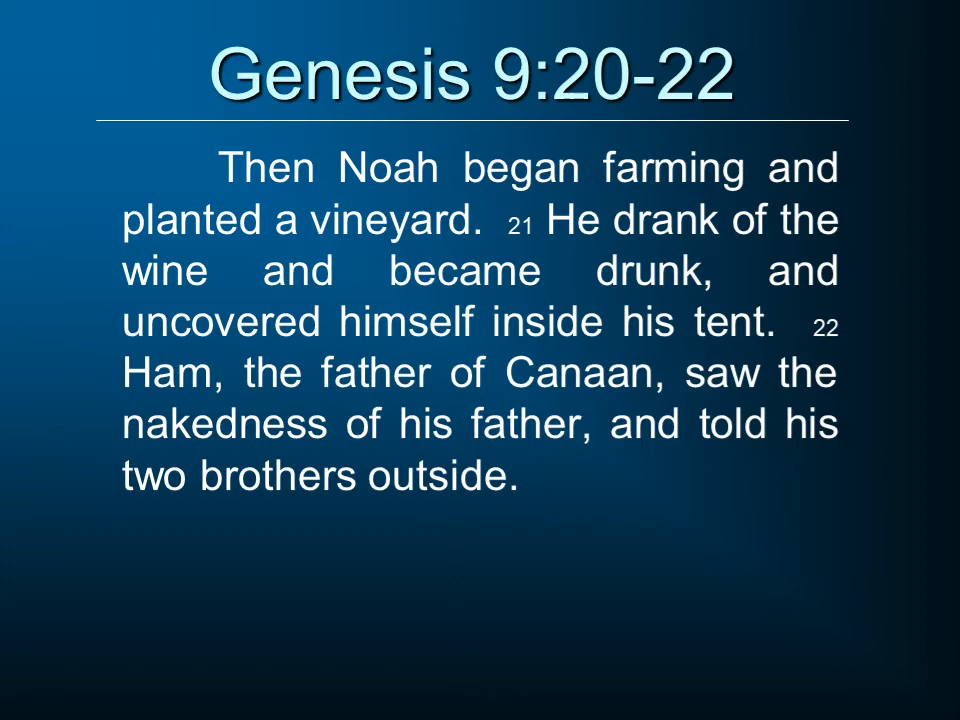 Genesis 9:20-22
Then Noah began farming and
planted a vineyard. 21 He drank of the
wine and became drunk, and
uncovered himself inside his tent. 22
Ham, the father of Canaan, saw the
nakedness of his father, and told his
two brothers outside.